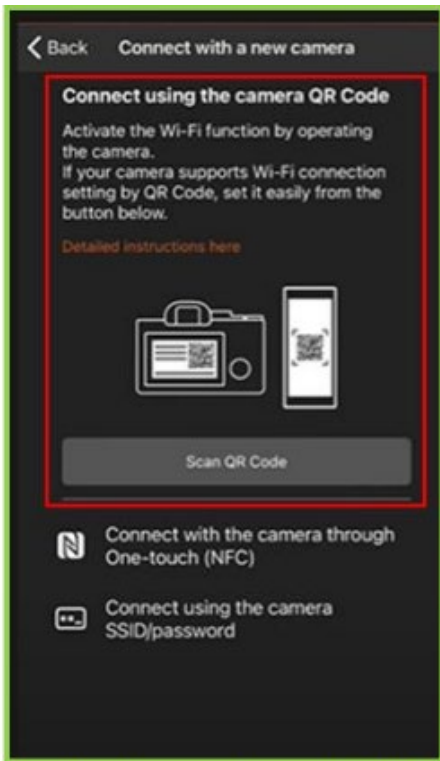 Back
Connect with a new camera
Connect using the camera QR Code
Activate the Wi-Fi function by operating
the camera.
If your camera supports Wi-Fi connection
setting by QR Code, set it easily from the
button below.
Detailed instructions here
Scan QR Code
Connect with the camera through
One-touch (NFC)
Connect using the camera
SSID/password